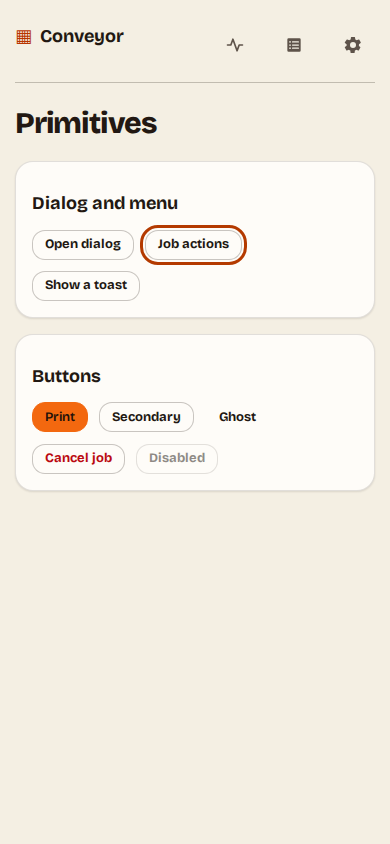 Conveyor
Primitives
Dialog and menu
Open dialog Job actions
Show a toast
Buttons
Print Secondary Ghost
Cancel job Disabled